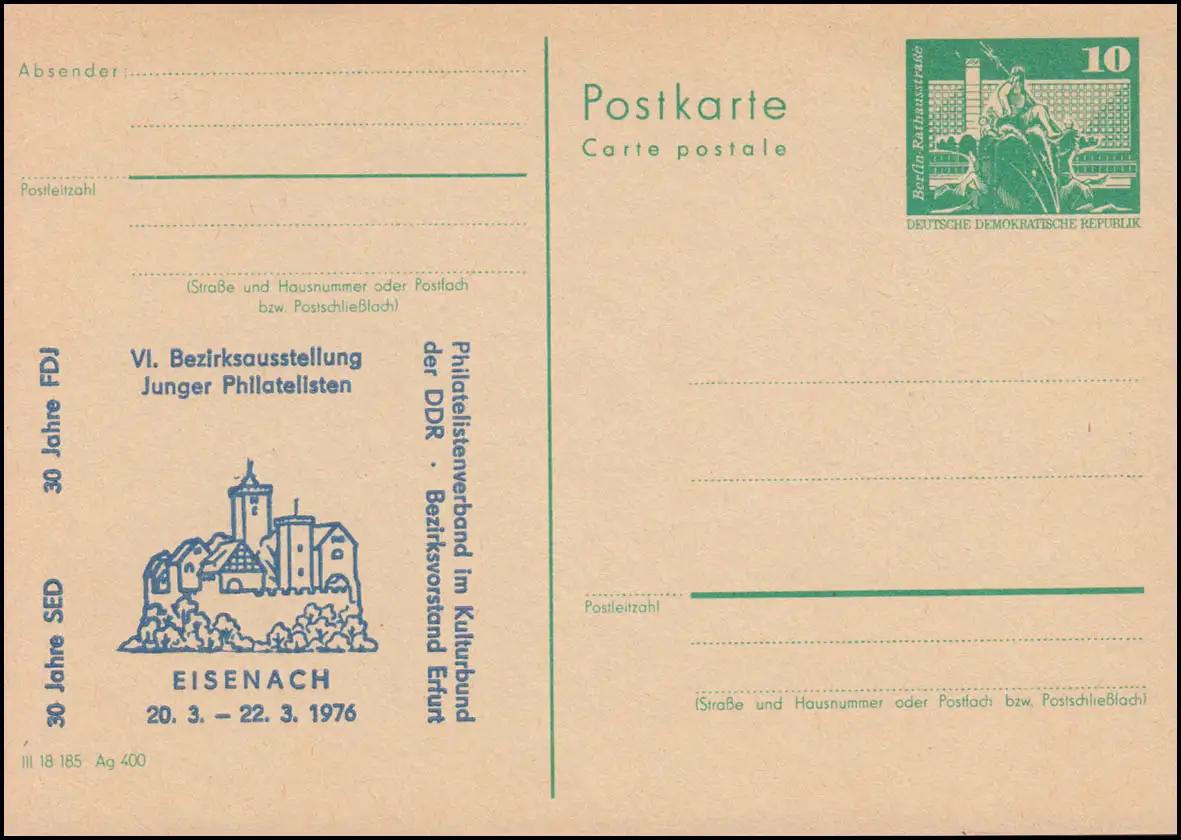 Absender:
Postleitzahl
(Straße und Hausnummer oder Postfach
bzw. Postschließfach)
30 Jahre FDJ
30 Jahre SED
VI. Bezirksausstellung
Junger Philatelisten
EISENACH
20. 3. – 22. 3. 1976
Philatelistenverband im Kulturbund
der DDR · Bezirksvorstand Erfurt
III 18 185 Ag 400
Postkarte
Carte postale
10
Berlin-Rathausstraße
DEUTSCHE DEMOKRATISCHE REPUBLIK
Postleitzahl
(Straße und Hausnummer oder Postfach bzw. Postschließfach)